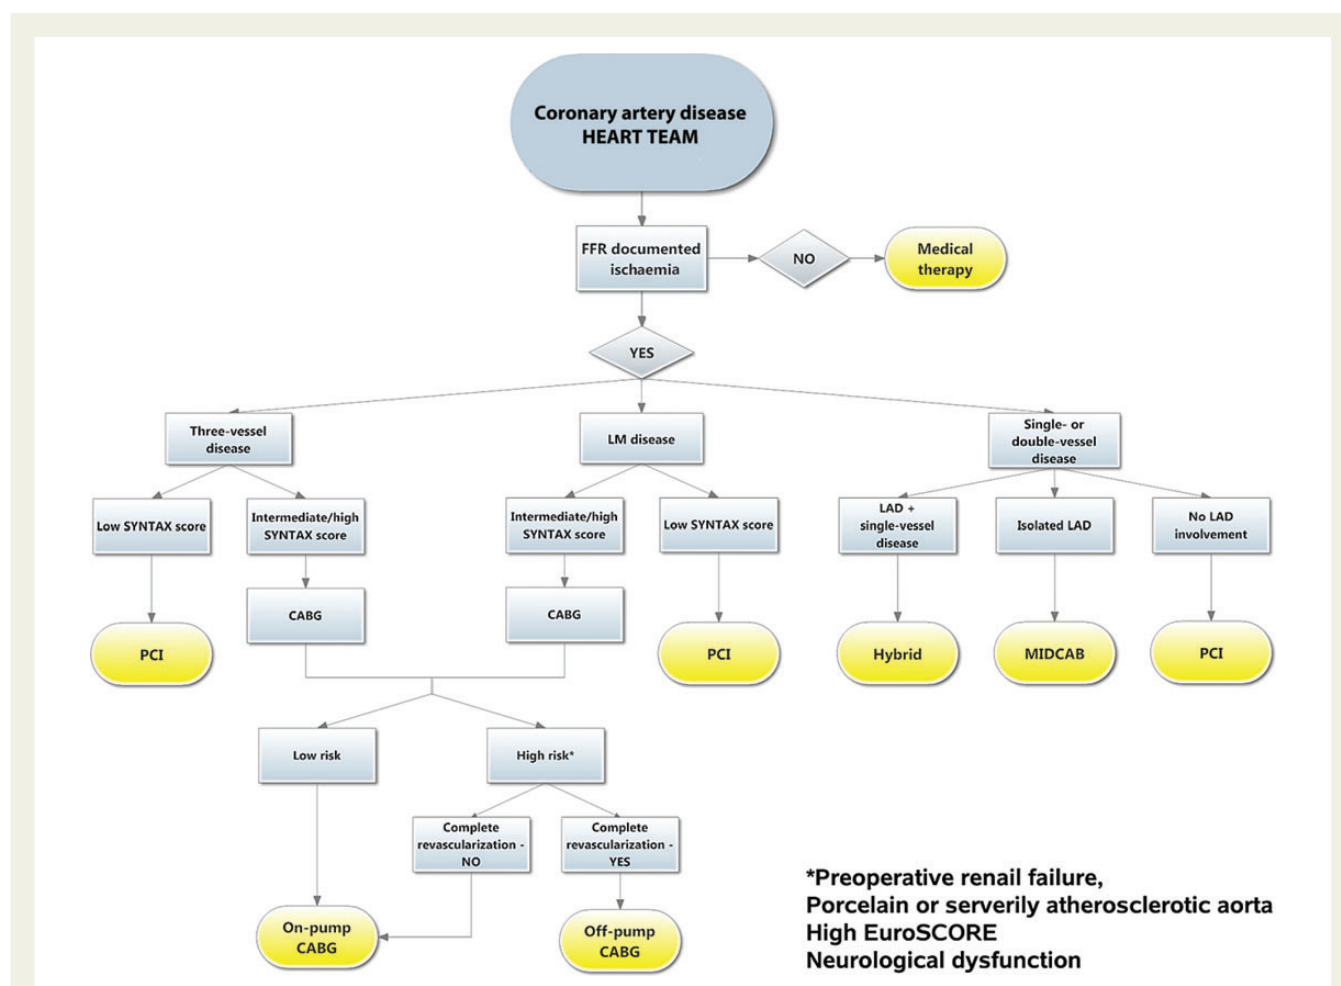 Coronary artery disease
HEART TEAM
FFR documented
ischaemia
NO
Medical
therapy
YES
Three-vessel
disease
LM disease
Single- or
double-vessel
disease
Low SYNTAX score
Intermediate/high
SYNTAX score
Intermediate/high
SYNTAX score
Low SYNTAX score
LAD +
single-vessel
disease
Isolated LAD
No LAD
involvement
CABG
CABG
PCI
PCI
Hybrid
MIDCAB
PCI
Low risk
High risk*
Complete
revascularization -
NO
Complete
revascularization -
YES
On-pump
CABG
Off-pump
CABG
*Preoperative renail failure,
Porcelain or serverily atherosclerotic aorta
High EuroSCORE
Neurological dysfunction